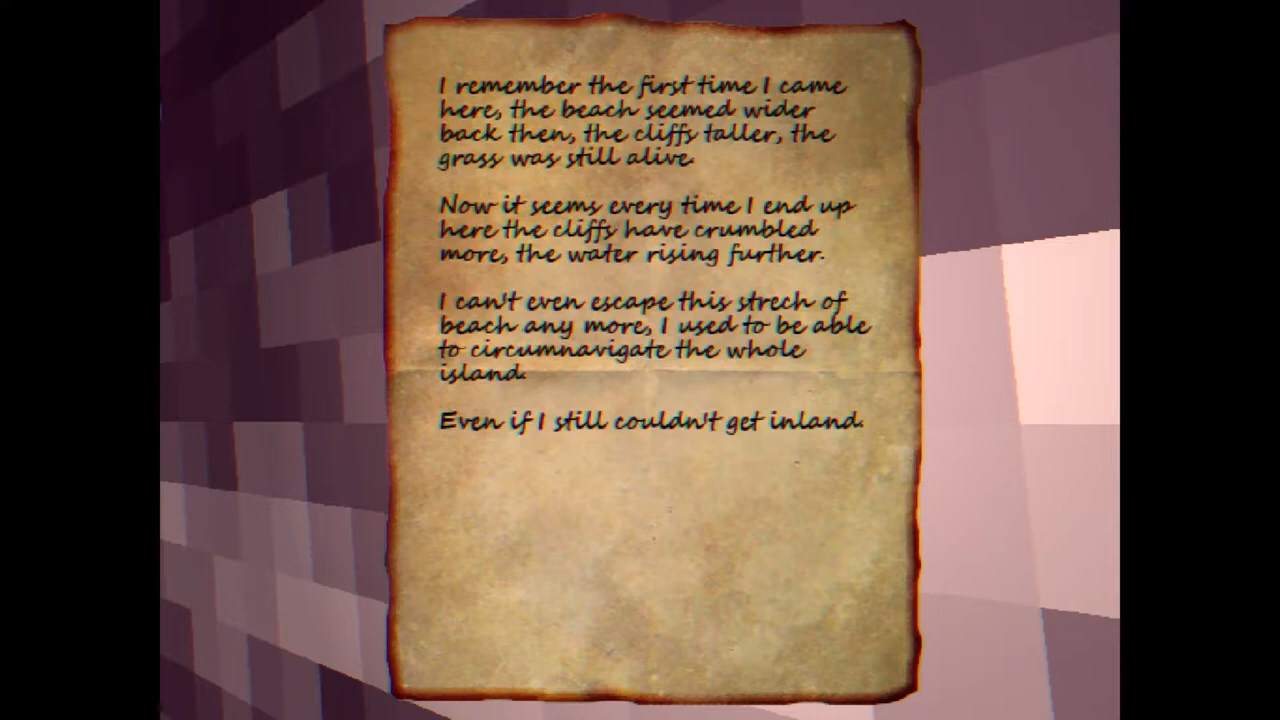 I remember the first time I came
here, the beach seemed wider
back then, the cliffs taller, the
grass was still alive.
Now it seems every time I end up
here the cliffs have crumbled
more, the water rising further.
I can't even escape this strech of
beach any more, I used to be able
to circumnavigate the whole
island.
Even if I still couldn't get inland.